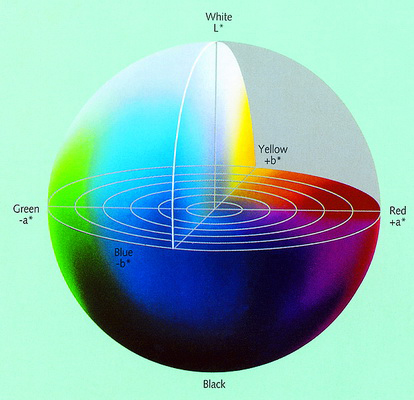 White
L*
Yellow
+b*
Green
-a*
Red
+a*
Blue
-b*
Black